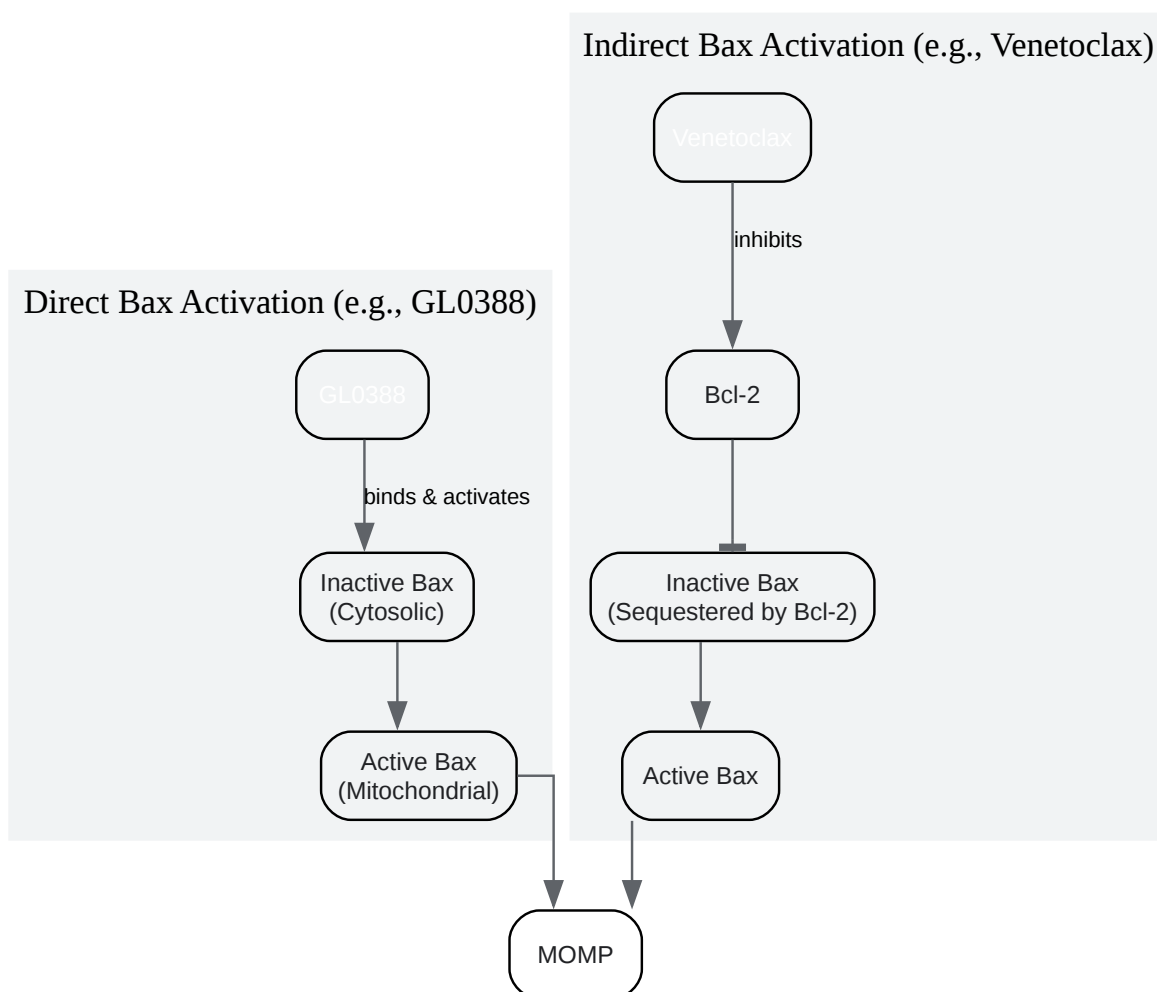 Indirect Bax Activation (e.g., Venetoclax)
Venetoclax
inhibits
Direct Bax Activation (e.g., GL0388)
GL0388
Bcl-2
binds & activates
Inactive Bax
(Cytosolic)
Inactive Bax
(Sequestered by Bcl-2)
Active Bax
(Mitochondrial)
Active Bax
MOMP